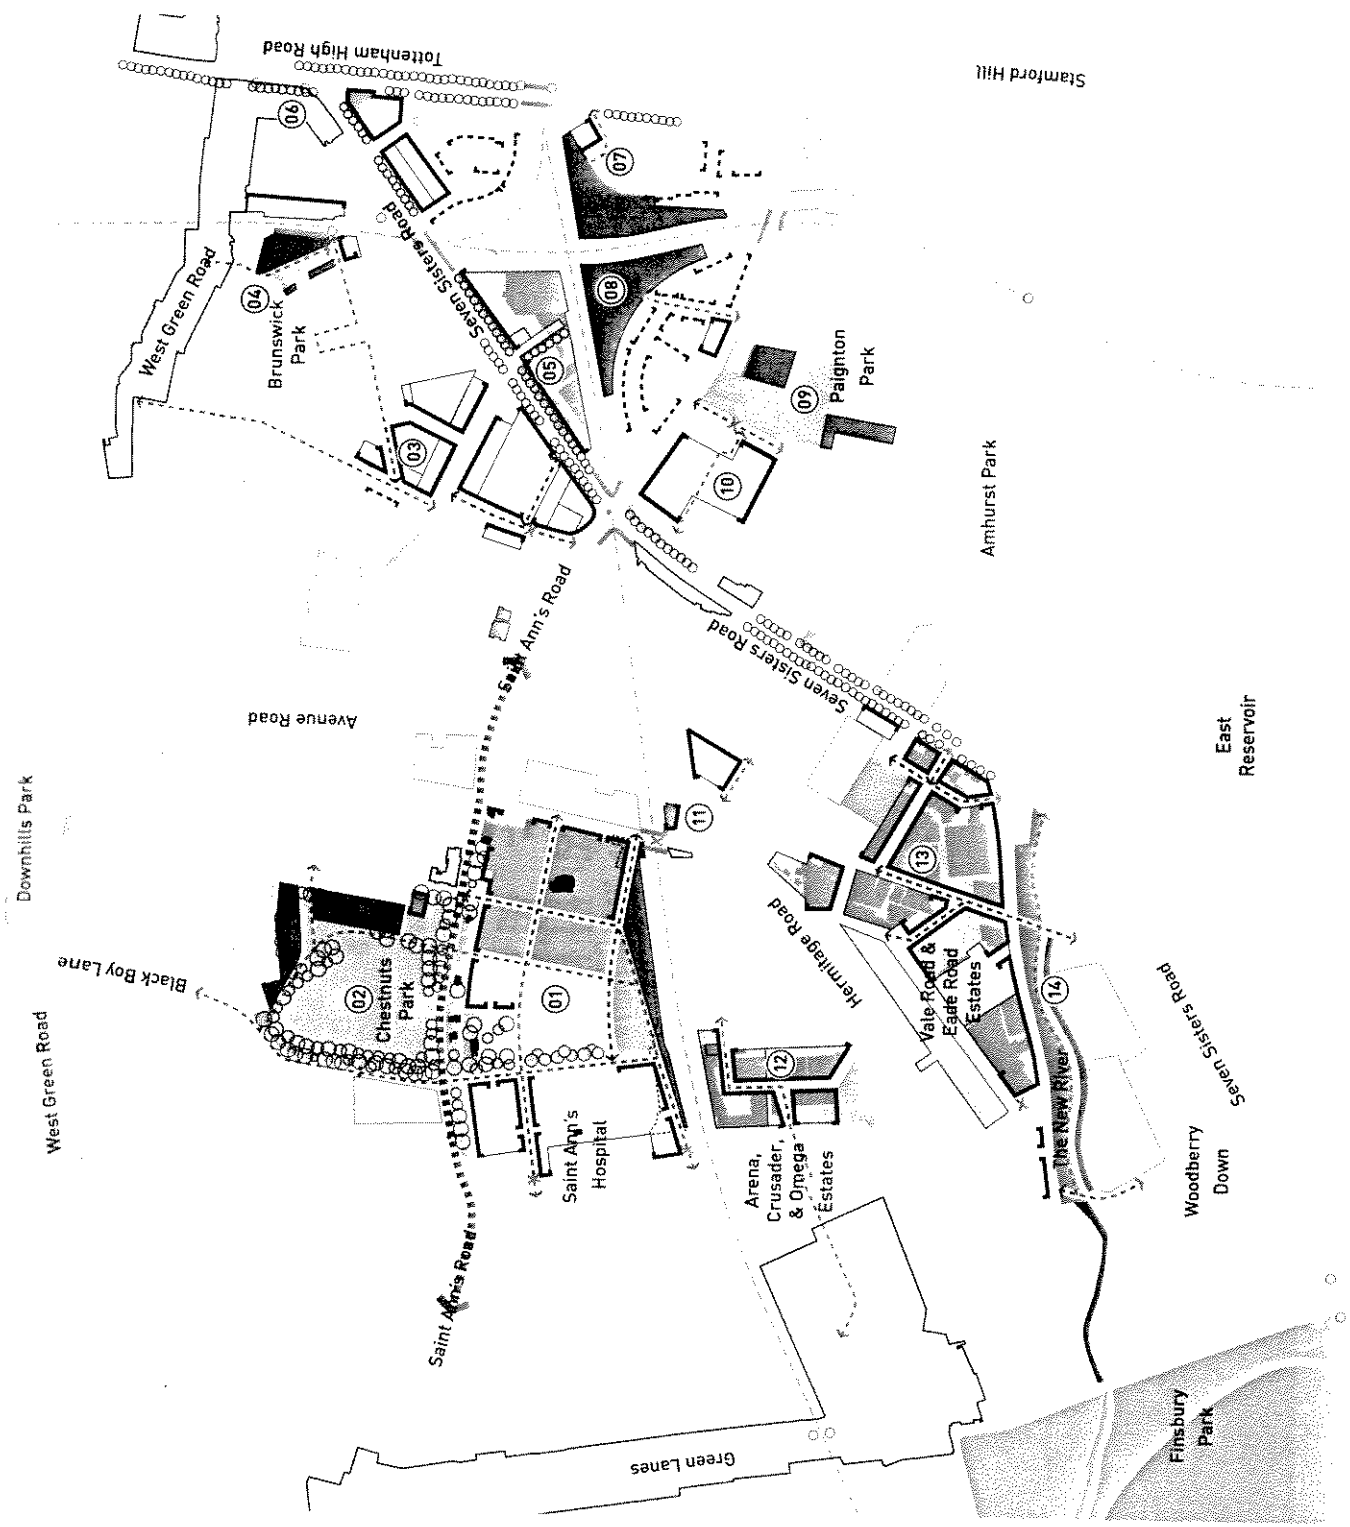 West Green Road
Downhills Park
Black Boy Lane
West Green Road
Tottenham High Road
06
04
Brunswick
Park
Avenue Road
02
Chestnuts
Park
03
Seven Sisters Road
Saint Ann's Road
Saint Ann's Road
01
Saint Ann's
Hospital
05
07
08
Green Lanes
11
10
09
Paignton
Park
Seven Sisters Road
12
Arena,
Crusader,
& Omega
Estates
Hermitage Road
13
Vale Road &
Eade Road
Estates
Stamford Hill
Amhurst Park
14
The New River
Finsbury
Park
Woodberry
Down
Seven Sisters Road
East
Reservoir